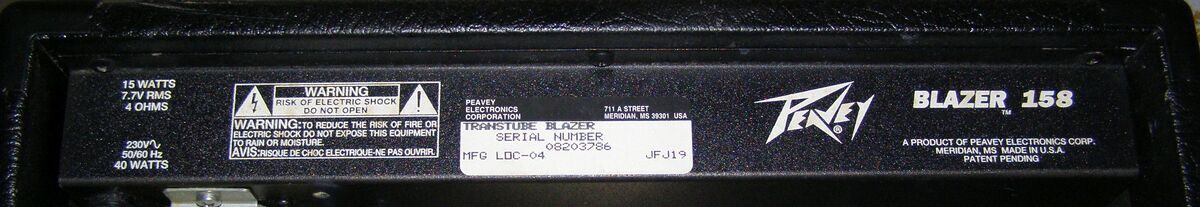 15 WATTS
7.7V RMS
4 OHMS
230V∿
50/60 Hz
40 WATTS
WARNING
RISK OF ELECTRIC SHOCK
DO NOT OPEN
WARNING: TO REDUCE THE RISK OF FIRE OR
ELECTRIC SHOCK DO NOT EXPOSE THIS EQUIPMENT
TO RAIN OR MOISTURE.
AVIS: RISQUE DE CHOC ELECTRIQUE-NE PAS OUVRIR.
PEAVEY
ELECTRONICS
CORPORATION
711 A STREET
MERIDIAN, MS 39301 USA
TRANSTUBE BLAZER
SERIAL NUMBER
08203786
MFG LOC-04 JFJ19
PEAVEY
BLAZER™ 158
A PRODUCT OF PEAVEY ELECTRONICS CORP.
MERIDIAN, MS MADE IN U.S.A.
PATENT PENDING